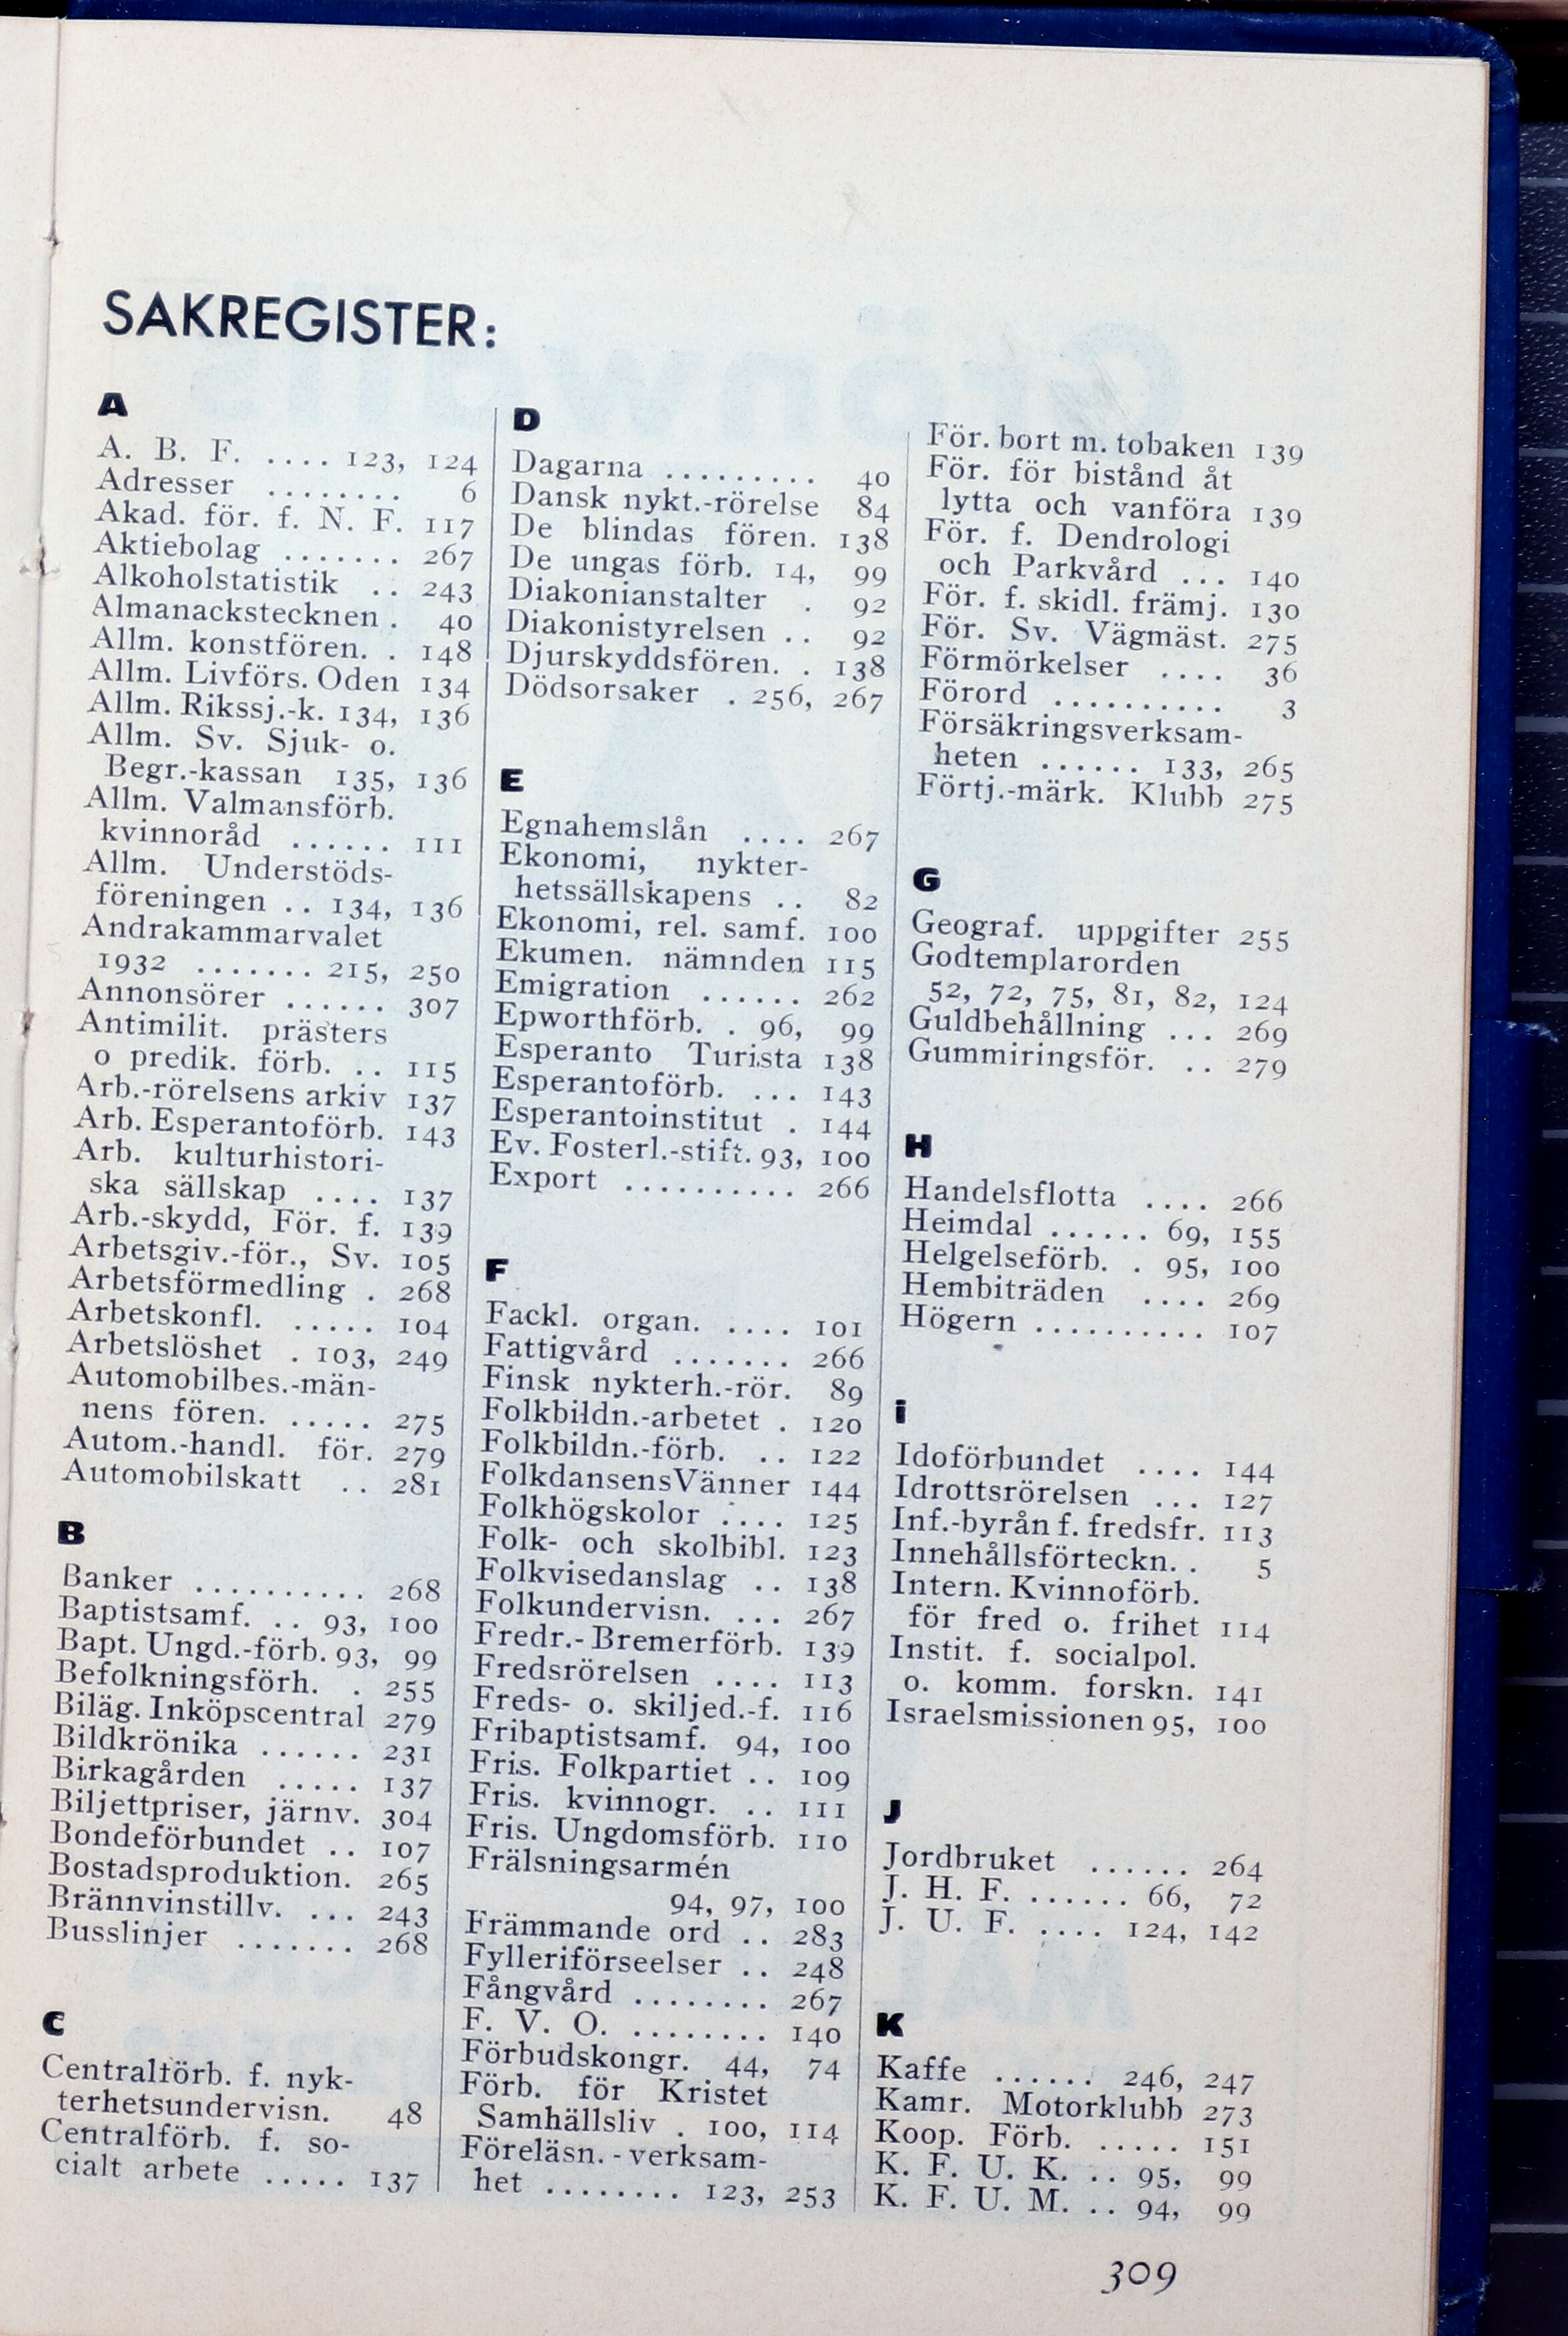 SAKREGISTER:
A
A. B. F. .... 123, 124
Adresser ........ 6
Akad. för. f. N. F. 117
Aktiebolag ....... 267
Alkoholstatistik .. 243
Almanackstecknen . 40
Allm. konstfören. . 148
Allm. Livförs. Oden 134
Allm. Rikssj.-k. 134, 136
Allm. Sv. Sjuk- o.
Begr.-kassan 135, 136
Allm. Valmansförb.
kvinnoråd ...... 111
Allm. Understöds-
föreningen .. 134, 136
Andrakammarvalet
1932 ....... 215, 250
Annonsörer ...... 307
Antimilit. prästers
o predik. förb. .. 115
Arb.-rörelsens arkiv 137
Arb. Esperantoförb. 143
Arb. kulturhistori-
ska sällskap .... 137
Arb.-skydd, För. f. 139
Arbetsgiv.-för., Sv. 105
Arbetsförmedling . 268
Arbetskonfl. ..... 104
Arbetslöshet . 103, 249
Automobilbes.-män-
nens fören. ..... 275
Autom.-handl. för. 279
Automobilskatt .. 281
B
Banker .......... 268
Baptistsamf. .. 93, 100
Bapt. Ungd.-förb. 93, 99
Befolkningsförh. . 255
Biläg. Inköpscentral 279
Bildkrönika ...... 231
Birkagården ..... 137
Biljettpriser, järnv. 304
Bondeförbundet .. 107
Bostadsproduktion. 265
Brännvinstillv. ... 243
Busslinjer ....... 268
C
Centralförb. f. nyk-
terhetsundervisn. 48
Centralförb. f. so-
cialt arbete ..... 137
D
Dagarna ......... 40
Dansk nykt.-rörelse 84
De blindas fören. 138
De ungas förb. 14, 99
Diakonianstalter . 92
Diakonistyrelsen .. 92
Djurskyddsfören. . 138
Dödsorsaker . 256, 267
E
Egnahemslån .... 267
Ekonomi, nykter-
hetssällskapens .. 82
Ekonomi, rel. samf. 100
Ekumen. nämnden 115
Emigration ...... 262
Epworthförb. . 96, 99
Esperanto Turista 138
Esperantoförb. ... 143
Esperantoinstitut . 144
Ev. Fosterl.-stift. 93, 100
Export .......... 266
F
Fackl. organ. .... 101
Fattigvård ....... 266
Finsk nykterh.-rör. 89
Folkbildn.-arbetet . 120
Folkbildn.-förb. .. 122
FolkdansensVänner 144
Folkhögskolor .... 125
Folk- och skolbibl. 123
Folkvisedanslag .. 138
Folkundervisn. ... 267
Fredr.-Bremerförb. 139
Fredsrörelsen .... 113
Freds- o. skiljed.-f. 116
Fribaptistsamf. 94, 100
Fris. Folkpartiet .. 109
Fris. kvinnogr. .. 111
Fris. Ungdomsförb. 110
Frälsningsarmén
94, 97, 100
Främmande ord .. 283
Fylleriförseelser .. 248
Fångvård ........ 267
F. V. O. ........ 140
Förbudskongr. 44, 74
Förb. för Kristet
Samhällsliv . 100, 114
Föreläsn. - verksam-
het ........ 123, 253
För. bort m. tobaken 139
För. för bistånd åt
lytta och vanföra 139
För. f. Dendrologi
och Parkvård ... 140
För. f. skidl. främj. 130
För. Sv. Vägmäst. 275
Förmörkelser .... 36
Förord .......... 3
Försäkringsverksam-
heten ...... 133, 265
Förtj.-märk. Klubb 275
G
Geograf. uppgifter 255
Godtemplarorden
52, 72, 75, 81, 82, 124
Guldbehållning ... 269
Gummiringsför. .. 279
H
Handelsflotta .... 266
Heimdal ...... 69, 155
Helgelseförb. . 95, 100
Hembiträden .... 269
Högern .......... 107
i
Idoförbundet .... 144
Idrottsrörelsen ... 127
Inf.-byrån f. fredsfr. 113
Innehållsförteckn. . 5
Intern. Kvinnoförb.
för fred o. frihet 114
Instit. f. socialpol.
o. komm. forskn. 141
Israelsmissionen 95, 100
J
Jordbruket ...... 264
J. H. F. ...... 66, 72
J. U. F. .... 124, 142
K
Kaffe ...... 246, 247
Kamr. Motorklubb 273
Koop. Förb. ..... 151
K. F. U. K. .. 95, 99
K. F. U. M. .. 94, 99
309